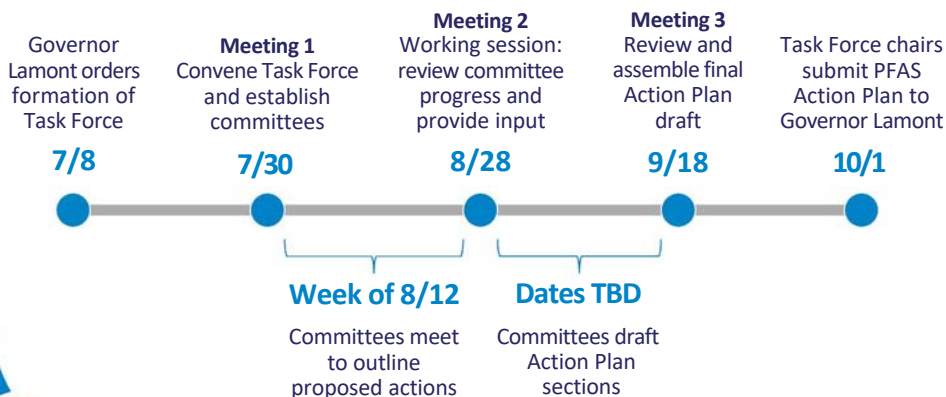 Governor
Lamont orders
formation of
Task Force
7/8
Meeting 1
Convene Task Force
and establish
committees
7/30
Meeting 2
Working session:
review committee
progress and
provide input
8/28
Meeting 3
Review and
assemble final
Action Plan
draft
9/18
Task Force chairs
submit PFAS
Action Plan to
Governor Lamont
10/1
Week of 8/12
Committees meet
to outline
proposed actions
Dates TBD
Committees draft
Action Plan
sections